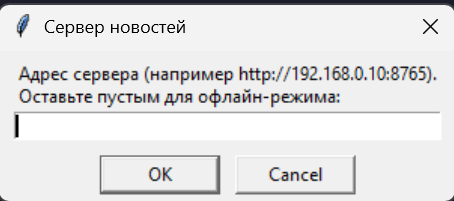 Сервер новостей
Адрес сервера (например http://192.168.0.10:8765).
Оставьте пустым для офлайн-режима:
OK Cancel